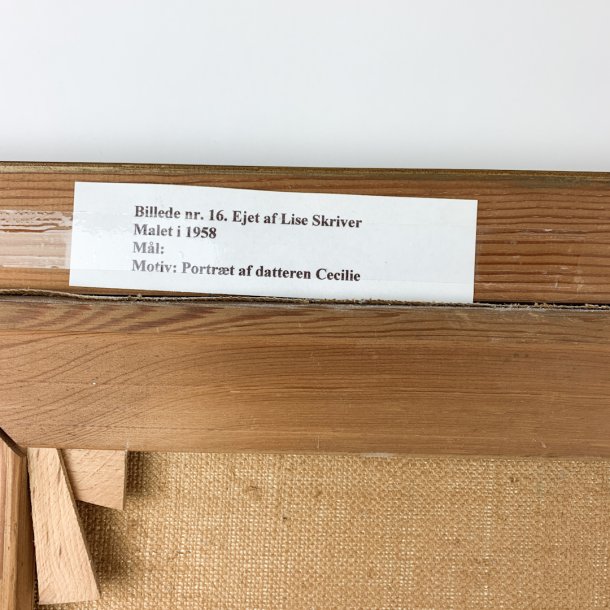 Billede nr. 16. Ejet af Lise Skriver
Malet i 1958
Mål:
Motiv: Portræt af datteren Cecilie